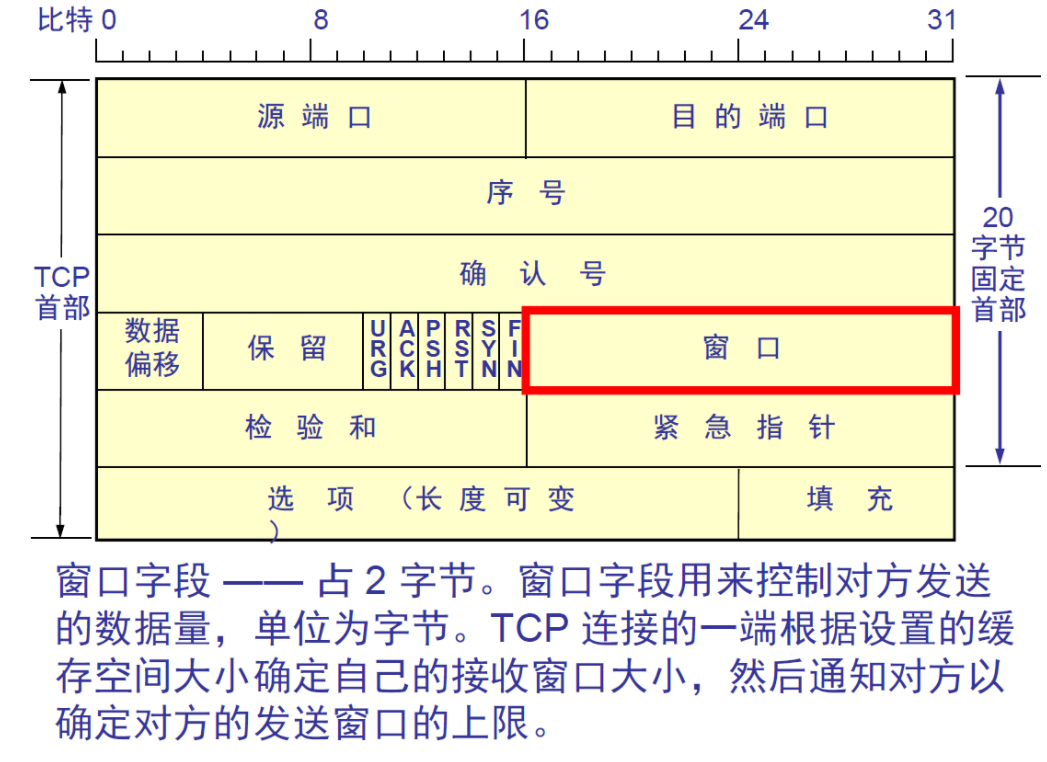 比特 0 8 16 24 31
源 端 口 目 的 端 口
序 号
确 认 号
TCP
首部
20
字节
固定
首部
数据
偏移
保 留
URG
ACK
PSH
RST
SYN
FIN
窗 口
检 验 和 紧 急 指 针
选 项 （长 度 可 变
） 填 充
窗口字段 —— 占 2 字节。窗口字段用来控制对方发送
的数据量，单位为字节。TCP 连接的一端根据设置的缓
存空间大小确定自己的接收窗口大小，然后通知对方以
确定对方的发送窗口的上限。